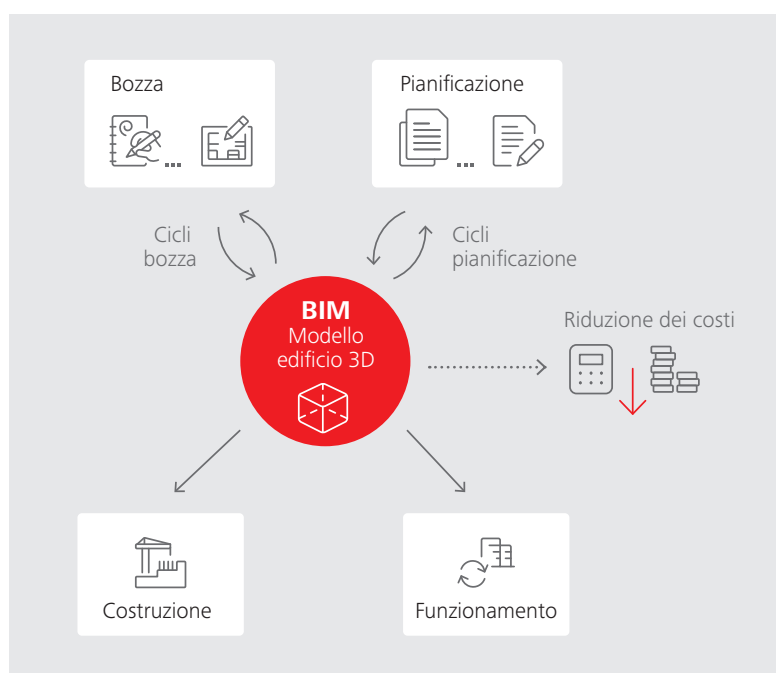 Bozza
Pianificazione
Cicli
bozza
Cicli
pianificazione
BIM
Modello
edificio 3D
Riduzione dei costi
Costruzione
Funzionamento